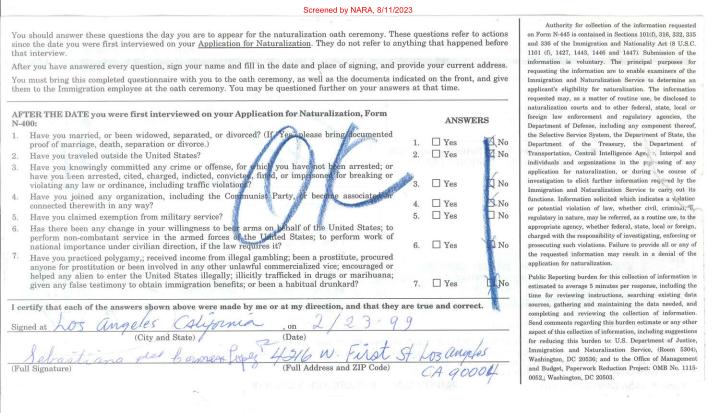 Screened by NARA, 8/11/2023
You should answer these questions the day you are to appear for the naturalization oath ceremony. These questions refer to actions
since the date you were first interviewed on your Application for Naturalization. They do not refer to anything that happened before
that interview.
After you have answered every question, sign your name and fill in the date and place of signing, and provide your current address.
You must bring this completed questionnaire with you to the oath ceremony, as well as the documents indicated on the front, and give
them to the Immigration employee at the oath ceremony. You may be questioned further on your answers at that time.
AFTER THE DATE you were first interviewed on your Application for Naturalization, Form
N-400:
ANSWERS
1. Have you married, or been widowed, separated, or divorced? (If "Yes" please bring documented
proof of marriage, death, separation or divorce.)
1. Yes No
2. Have you traveled outside the United States?
2. Yes No
3. Have you knowingly committed any crime or offense, for which you have not been arrested; or
have you been arrested, cited, charged, indicted, convicted, fined, or imprisoned for breaking or
violating any law or ordinance, including traffic violations?
3. Yes No
4. Have you joined any organization, including the Communist Party, or become associated or
connected therewith in any way?
4. Yes No
5. Have you claimed exemption from military service?
5. Yes No
6. Has there been any change in your willingness to bear arms on behalf of the United States; to
perform non-combatant service in the armed forces of the United States; to perform work of
national importance under civilian direction, if the law requires it?
6. Yes No
7. Have you practiced polygamy,; received income from illegal gambling; been a prostitute, procured
anyone for prostitution or been involved in any other unlawful commercialized vice; encouraged or
helped any alien to enter the United States illegally; illicitly trafficked in drugs or marihuana;
given any false testimony to obtain immigration benefits; or been a habitual drunkard?
7. Yes No
OK
I certify that each of the answers shown above were made by me or at my direction, and that they are true and correct.
Signed at Los Angeles California , on 2/23-99
(City and State) (Date)
Sebastiana del Carmen Lopez 4216 W. First St. Los Angeles
(Full Signature) (Full Address and ZIP Code) CA 90004
Authority for collection of the information requested
on Form N-445 is contained in Sections 101(f), 316, 332, 335
and 336 of the Immigration and Nationality Act (8 U.S.C.
1101 (f), 1427, 1443, 1446 and 1447). Submission of the
information is voluntary. The principal purposes for
requesting the information are to enable examiners of the
Immigration and Naturalization Service to determine an
applicant's eligibility for naturalization. The information
requested may, as a matter of routine use, be disclosed to
naturalization courts and to other federal, state, local or
foreign law enforcement and regulatory agencies, the
Department of Defense, including any component thereof,
the Selective Service System, the Department of State, the
Department of the Treasury, the Department of
Transportation, Central Intelligence Agency, Interpol and
individuals and organizations in the processing of any
application for naturalization, or during the course of
investigation to elicit further information required by the
Immigration and Naturalization Service to carry out its
functions. Information solicited which indicates a violation
or potential violation of law, whether civil, criminal, or
regulatory in nature, may be referred, as a routine use, to the
appropriate agency, whether federal, state, local or foreign,
charged with the responsibility of investigating, enforcing or
prosecuting such violations. Failure to provide all or any of
the requested information may result in a denial of the
application for naturalization.
Public Reporting burden for this collection of information is
estimated to average 5 minutes per response, including the
time for reviewing instructions, searching existing data
sources, gathering and maintaining the data needed, and
completing and reviewing the collection of information.
Send comments regarding this burden estimate or any other
aspect of this collection of information, including suggestions
for reducing this burden to: U.S. Department of Justice,
Immigration and Naturalization Service, (Room 5304),
Washington, DC 20536; and to the Office of Management
and Budget, Paperwork Reduction Project: OMB No. 1115-
0052,; Washington, DC 20503.